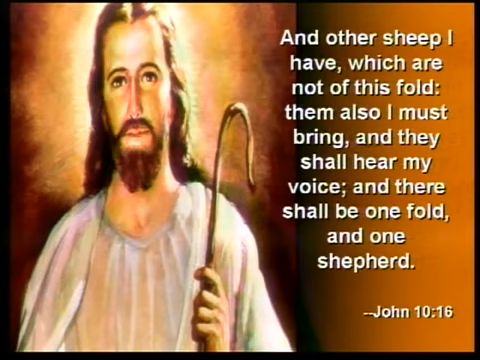 And other sheep I
have, which are
not of this fold:
them also I must
bring, and they
shall hear my
voice; and there
shall be one fold,
and one
shepherd.
--John 10:16